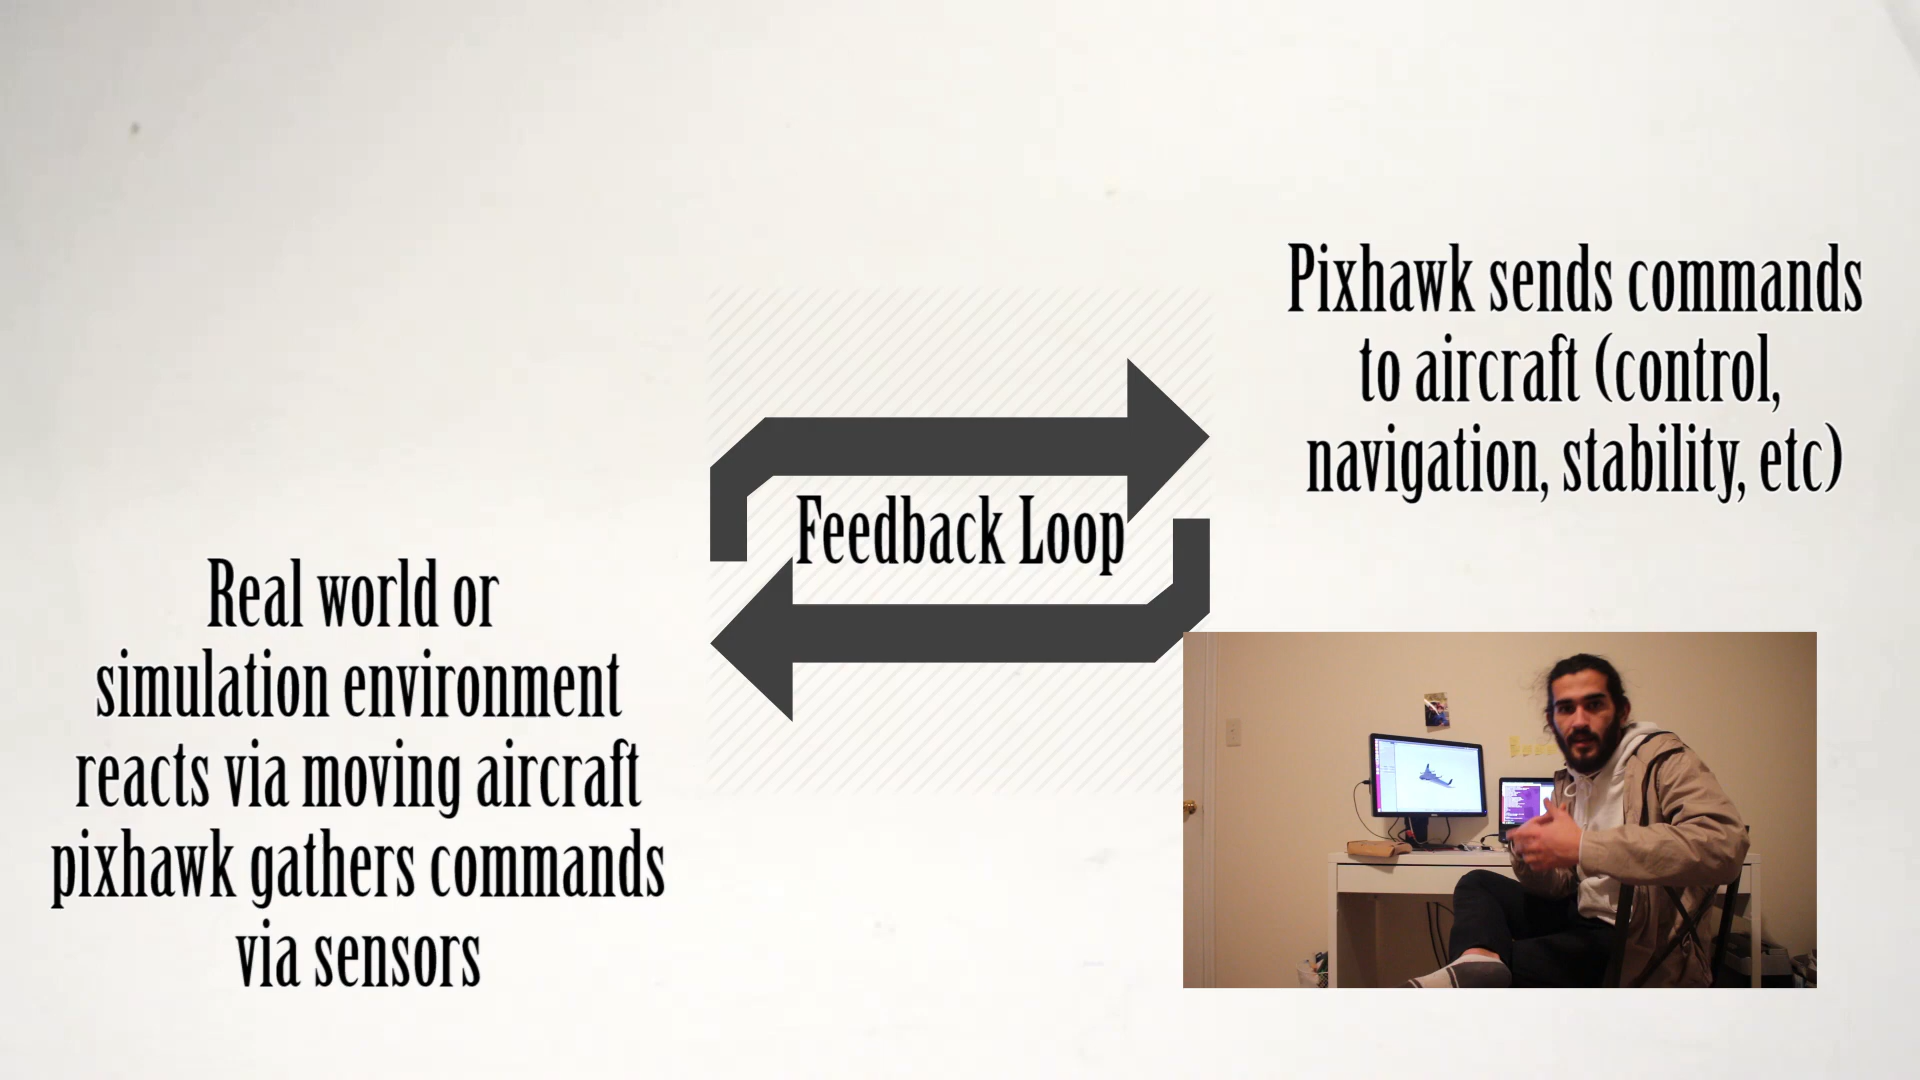 Pixhawk sends commands
to aircraft (control,
navigation, stability, etc)
Feedback Loop
Real world or
simulation environment
reacts via moving aircraft
pixhawk gathers commands
via sensors